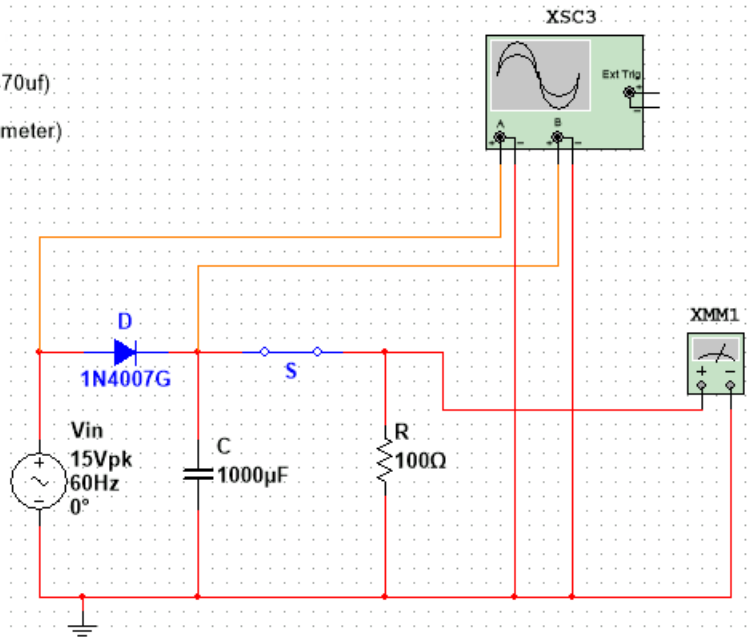 XSC3
70uf)
Ext Trig
+
-
meter)
A
B
+ - + -
XMM1
D
+ -
1N4007G
S
Vin
15Vpk
60Hz
0°
+
-
C
1000µF
R
100Ω